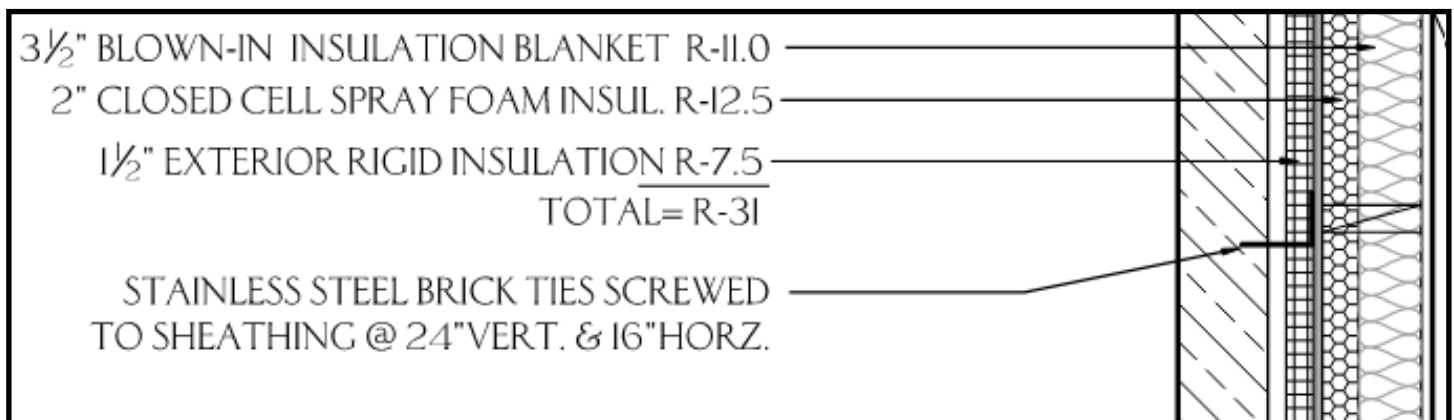 3½" BLOWN-IN INSULATION BLANKET R-11.0
2" CLOSED CELL SPRAY FOAM INSUL. R-12.5
1½" EXTERIOR RIGID INSULATION R-7.5
TOTAL= R-31
STAINLESS STEEL BRICK TIES SCREWED
TO SHEATHING @ 24"VERT. & 16"HORZ.